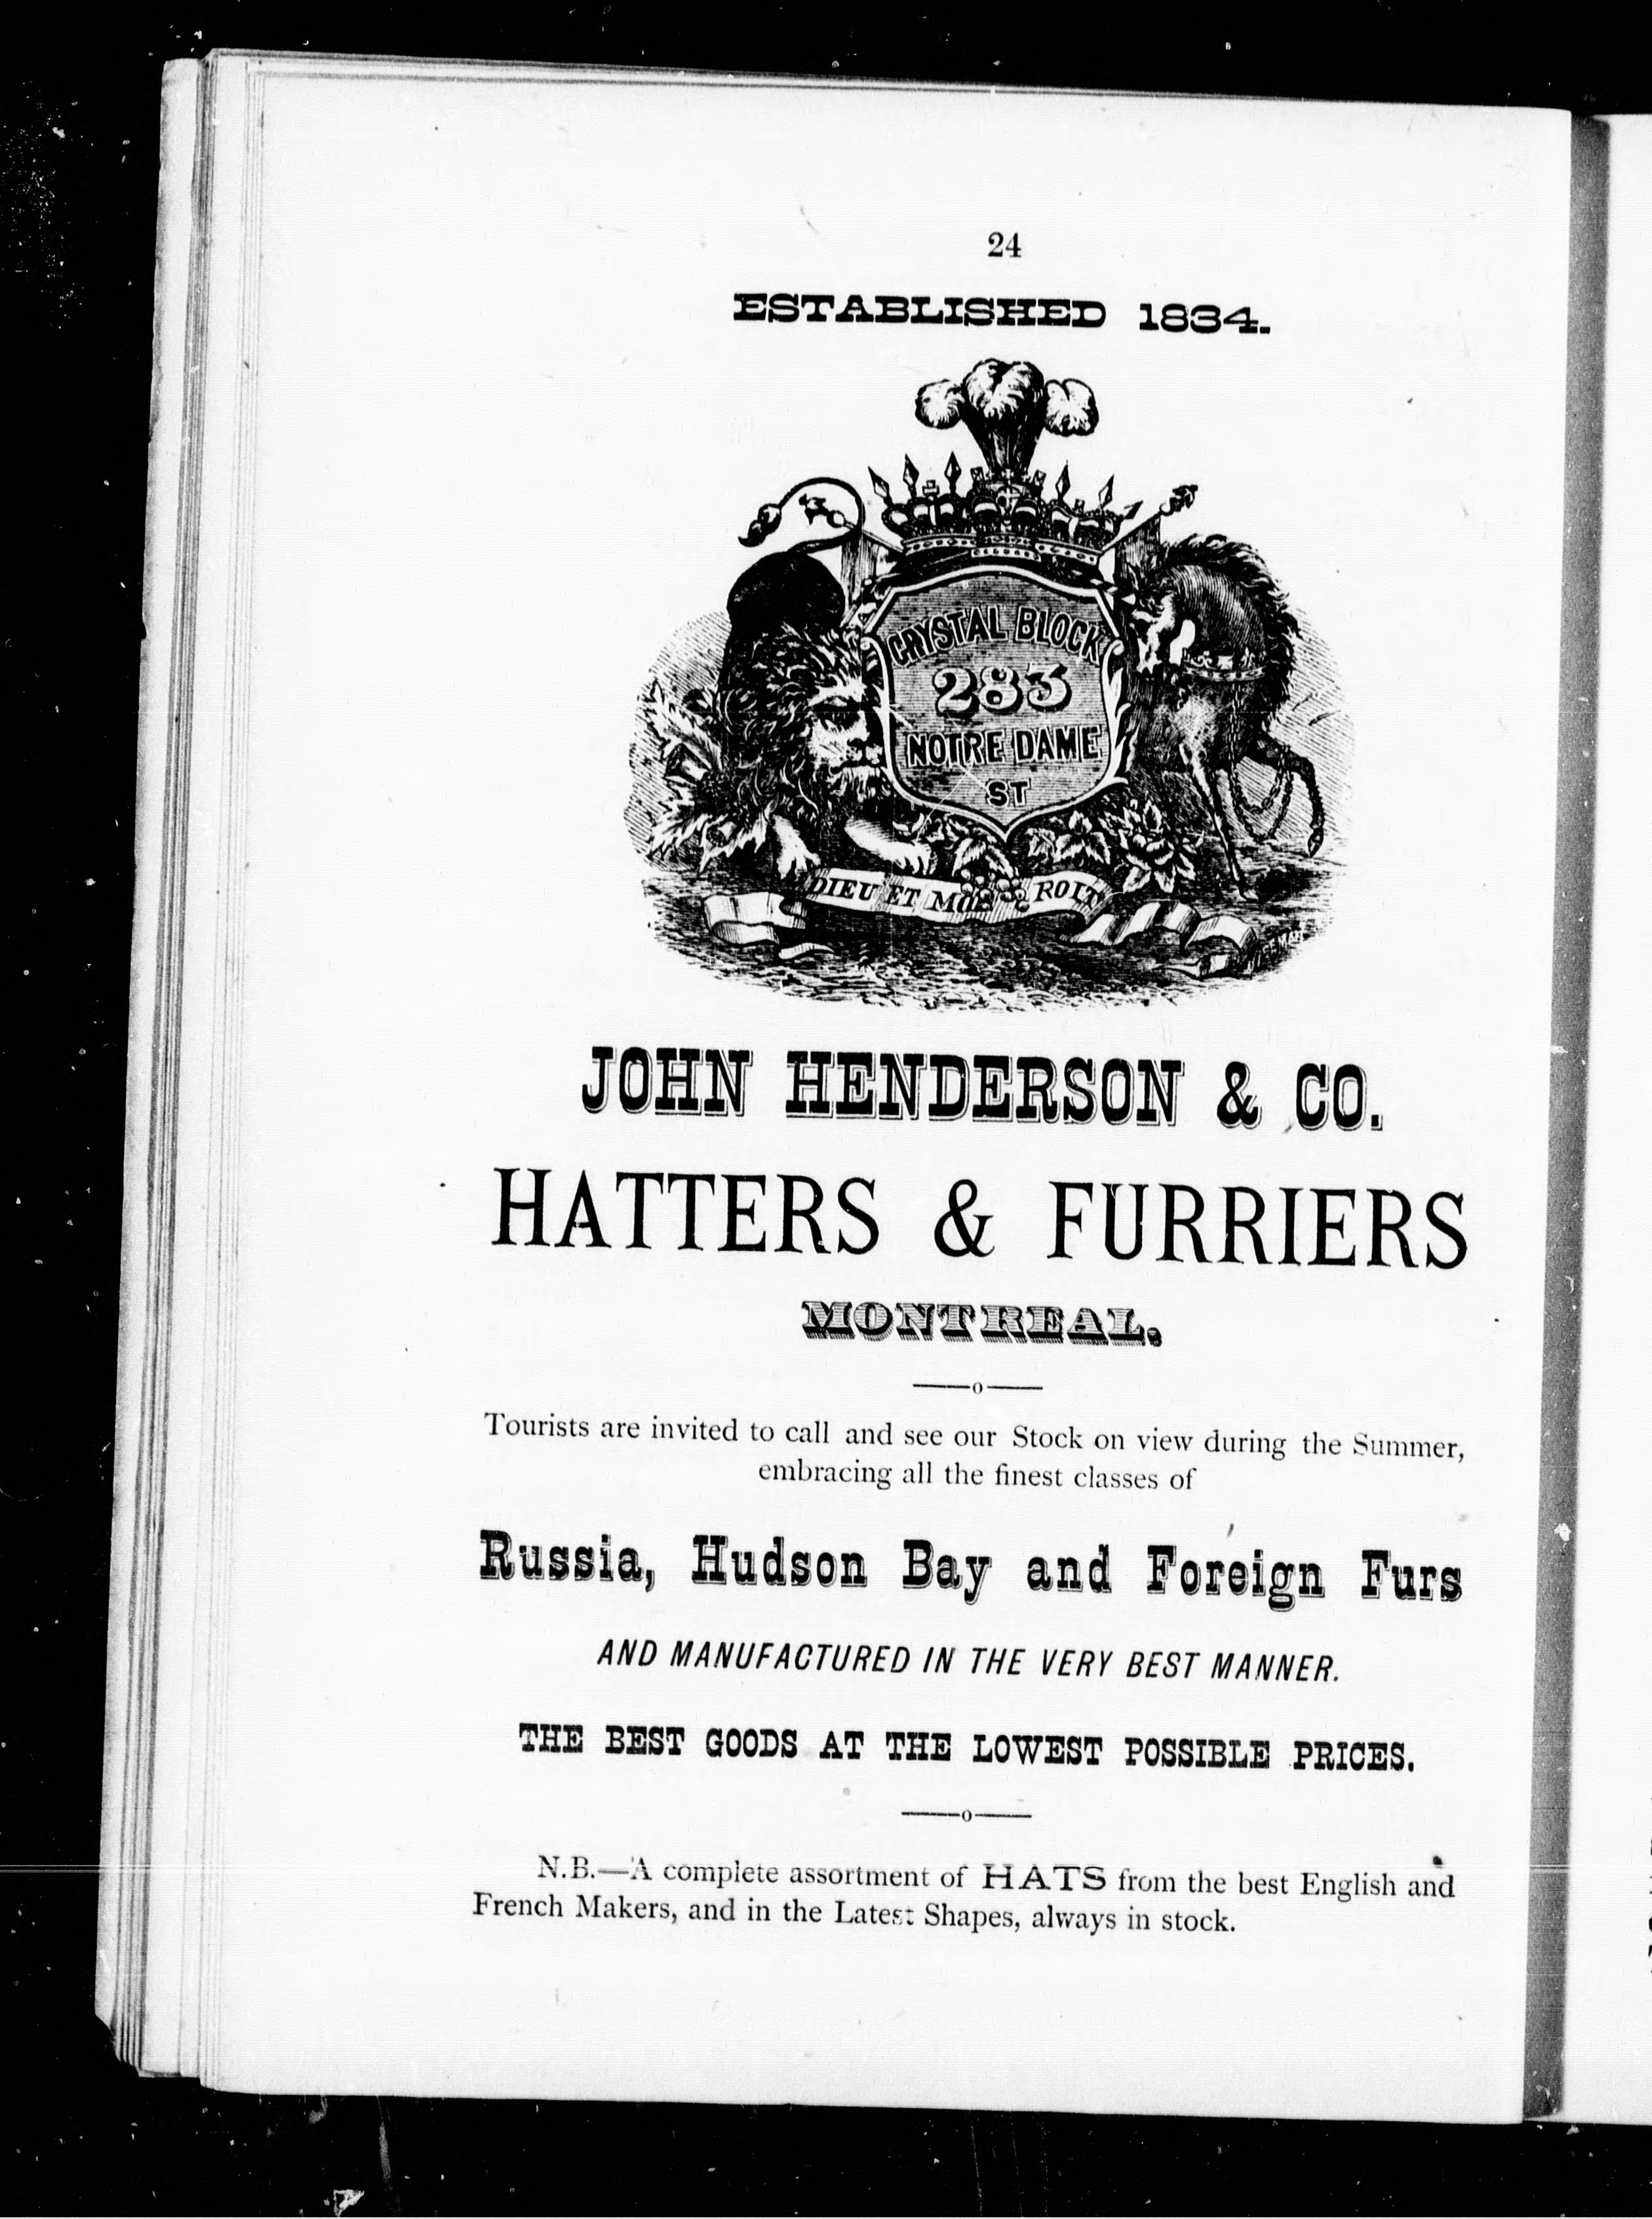 24
ESTABLISHED 1834.
CRYSTAL BLOCK
283
NOTRE DAME
ST
DIEU ET MON ROIT
JOHN HENDERSON & CO.
HATTERS & FURRIERS
MONTREAL.
—o—
Tourists are invited to call and see our Stock on view during the Summer,
embracing all the finest classes of
Russia, Hudson Bay and Foreign Furs
AND MANUFACTURED IN THE VERY BEST MANNER.
THE BEST GOODS AT THE LOWEST POSSIBLE PRICES.
—o—
N.B.—A complete assortment of HATS from the best English and
French Makers, and in the Latest Shapes, always in stock.